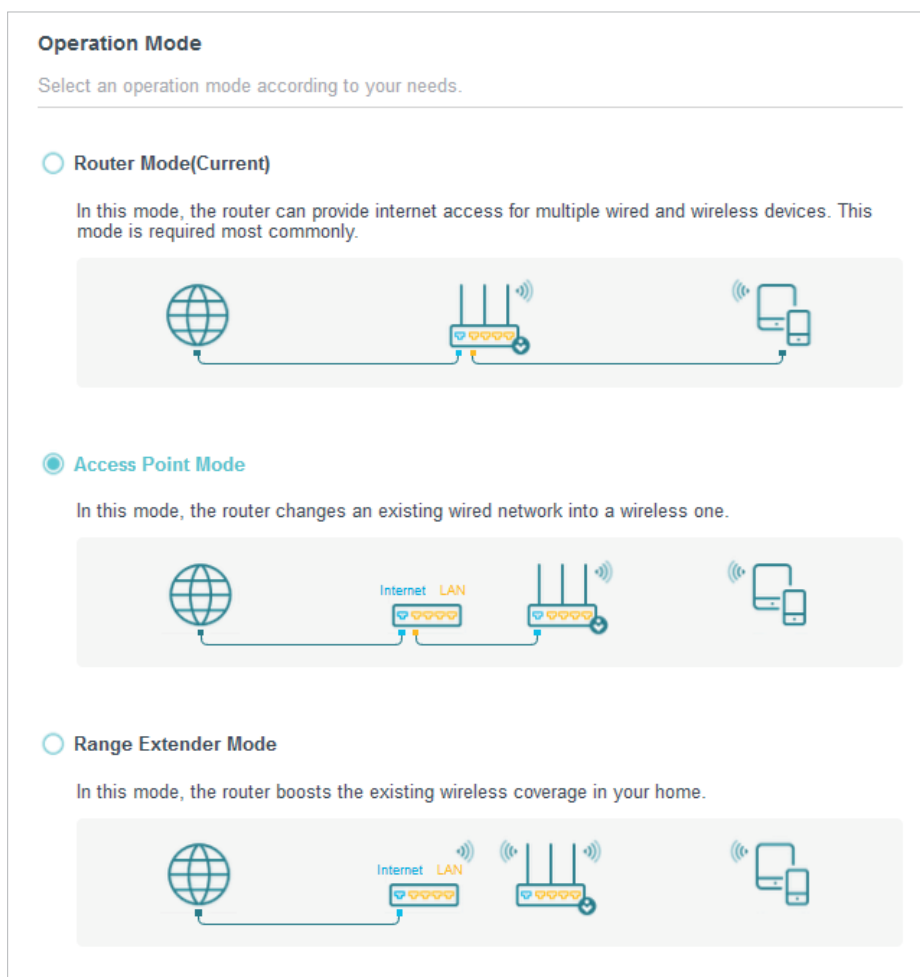 Operation Mode
Select an operation mode according to your needs.
Router Mode(Current)
In this mode, the router can provide internet access for multiple wired and wireless devices. This
mode is required most commonly.
Access Point Mode
In this mode, the router changes an existing wired network into a wireless one.
Internet LAN
Range Extender Mode
In this mode, the router boosts the existing wireless coverage in your home.
Internet LAN